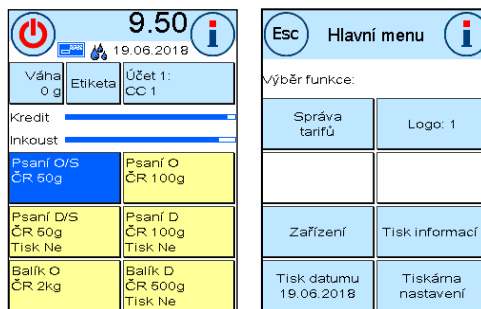 9.50
19.06.2018
Váha
0 g
Etiketa
Účet 1:
CC 1
Kredit
Inkoust
Psaní O/S
ČR 50g
Psaní O
ČR 100g
Psaní D/S
ČR 50g
Tisk Ne
Psaní D
ČR 100g
Tisk Ne
Balík O
ČR 2kg
Balík D
ČR 500g
Tisk Ne
Esc
Hlavní menu
i
Výběr funkce:
Správa
tarifů
Logo: 1
Zařízení
Tisk informací
Tisk datumu
19.06.2018
Tiskárna
nastavení